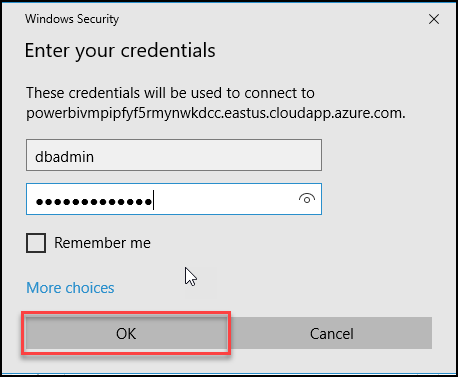 Windows Security
Enter your credentials
These credentials will be used to connect to
powerbivmpipfyf5rmynwkdcc.eastus.cloudapp.azure.com.
dbadmin
●●●●●●●●●●●●●
Remember me
More choices
OK
Cancel